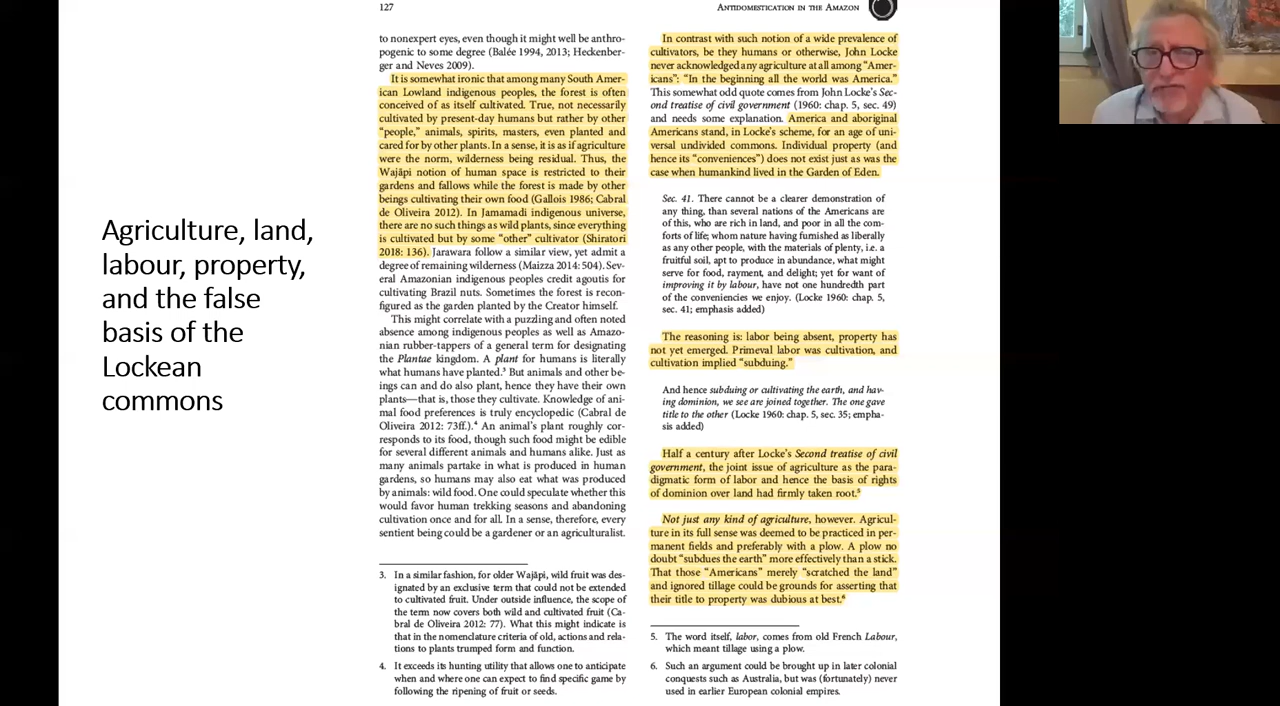 127
ANTIDOMESTICATION IN THE AMAZON
Agriculture, land,
labour, property,
and the false
basis of the
Lockean
commons
to nonexpert eyes, even though it might well be anthro-
pogenic to some degree (Balée 1994, 2013; Heckenber-
ger and Neves 2009).
It is somewhat ironic that among many South Amer-
ican Lowland indigenous peoples, the forest is often
conceived of as itself cultivated. True, not necessarily
cultivated by present-day humans but rather by other
“people,” animals, spirits, masters, even planted and
cared for by other plants. In a sense, it is as if agriculture
were the norm, wilderness being residual. Thus, the
Wajãpi notion of human space is restricted to their
gardens and fallows while the forest is made by other
beings cultivating their own food (Gallois 1986; Cabral
de Oliveira 2012). In Jamamadi indigenous universe,
there are no such things as wild plants, since everything
is cultivated but by some “other” cultivator (Shiratori
2018: 136). Jarawara follow a similar view, yet admit a
degree of remaining wilderness (Maizza 2014: 504). Sev-
eral Amazonian indigenous peoples credit agoutis for
cultivating Brazil nuts. Sometimes the forest is recon-
figured as the garden planted by the Creator himself.
This might correlate with a puzzling and often noted
absence among indigenous peoples as well as Amazo-
nian rubber-tappers of a general term for designating
the Plantae kingdom. A plant for humans is literally
what humans have planted.³ But animals and other be-
ings can and do also plant, hence they have their own
plants—that is, those they cultivate. Knowledge of ani-
mal food preferences is truly encyclopedic (Cabral de
Oliveira 2012: 73ff.).⁴ An animal’s plant roughly cor-
responds to its food, though such food might be edible
for several different animals and humans alike. Just as
many animals partake in what is produced in human
gardens, so humans may also eat what was produced
by animals: wild food. One could speculate whether this
would favor human trekking seasons and abandoning
cultivation once and for all. In a sense, therefore, every
sentient being could be a gardener or an agriculturalist.
3. In a similar fashion, for older Wajãpi, wild fruit was des-
ignated by an exclusive term that could not be extended
to cultivated fruit. Under outside influence, the scope of
the term now covers both wild and cultivated fruit (Ca-
bral de Oliveira 2012: 77). What this might indicate is
that in the nomenclature criteria of old, actions and rela-
tions to plants trumped form and function.
4. It exceeds its hunting utility that allows one to anticipate
when and where one can expect to find specific game by
following the ripening of fruit or seeds.
In contrast with such notion of a wide prevalence of
cultivators, be they humans or otherwise, John Locke
never acknowledged any agriculture at all among “Amer-
icans”: “In the beginning all the world was America.”
This somewhat odd quote comes from John Locke’s Sec-
ond treatise of civil government (1960: chap. 5, sec. 49)
and needs some explanation. America and aboriginal
Americans stand, in Locke’s scheme, for an age of uni-
versal undivided commons. Individual property (and
hence its “conveniences”) does not exist just as was the
case when humankind lived in the Garden of Eden.
Sec. 41. There cannot be a clearer demonstration of
any thing, than several nations of the Americans are
of this, who are rich in land, and poor in all the com-
forts of life; whom nature having furnished as liberally
as any other people, with the materials of plenty, i.e. a
fruitful soil, apt to produce in abundance, what might
serve for food, rayment, and delight; yet for want of
improving it by labour, have not one hundredth part
of the conveniencies we enjoy. (Locke 1960: chap. 5,
sec. 41; emphasis added)
The reasoning is: labor being absent, property has
not yet emerged. Primeval labor was cultivation, and
cultivation implied “subduing.”
And hence subduing or cultivating the earth, and hav-
ing dominion, we see are joined together. The one gave
title to the other (Locke 1960: chap. 5, sec. 35; empha-
sis added)
Half a century after Locke’s Second treatise of civil
government, the joint issue of agriculture as the para-
digmatic form of labor and hence the basis of rights
of dominion over land had firmly taken root.⁵
Not just any kind of agriculture, however. Agricul-
ture in its full sense was deemed to be practiced in per-
manent fields and preferably with a plow. A plow no
doubt “subdues the earth” more effectively than a stick.
That those “Americans” merely “scratched the land”
and ignored tillage could be grounds for asserting that
their title to property was dubious at best.⁶
5. The word itself, labor, comes from old French Labour,
which meant tillage using a plow.
6. Such an argument could be brought up in later colonial
conquests such as Australia, but was (fortunately) never
used in earlier European colonial empires.